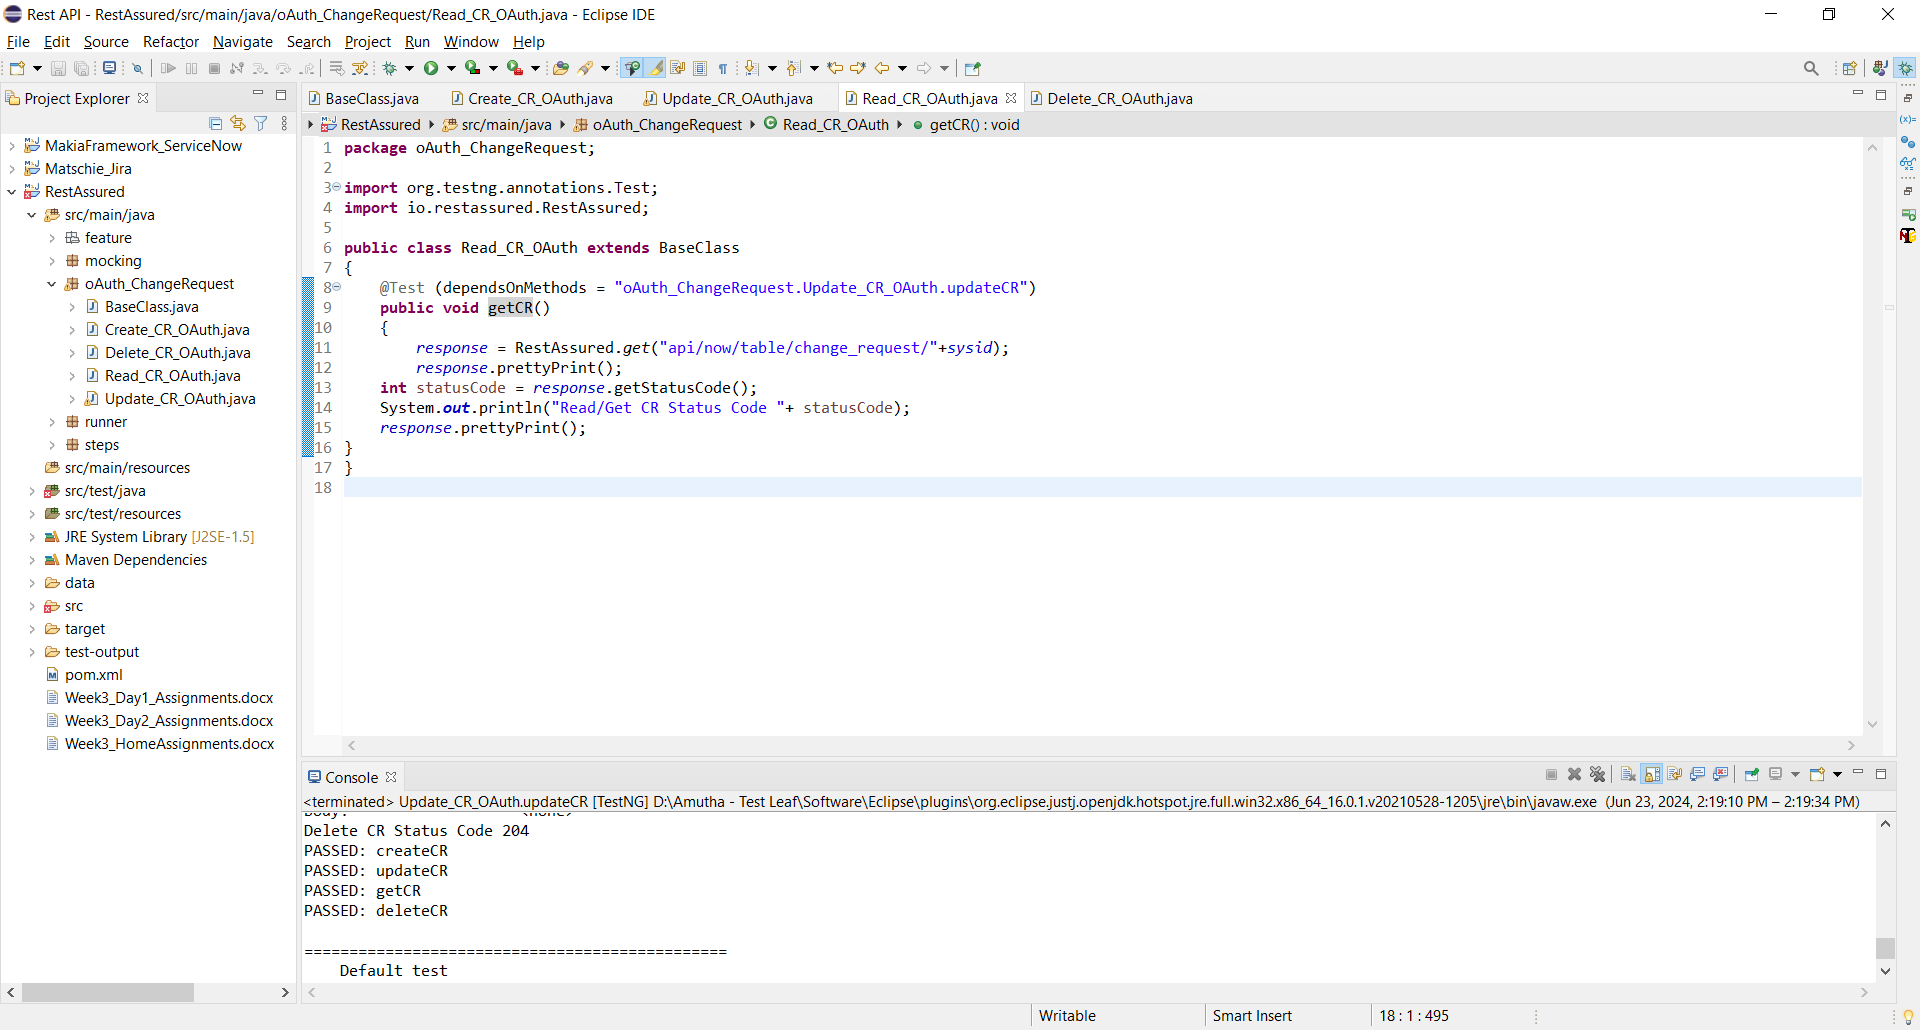 Rest API - RestAssured/src/main/java/oAuth_ChangeRequest/Read_CR_OAuth.java - Eclipse IDE
File Edit Source Refactor Navigate Search Project Run Window Help
Project Explorer
MakiaFramework_ServiceNow
Matschie_Jira
RestAssured
src/main/java
feature
mocking
oAuth_ChangeRequest
BaseClass.java
Create_CR_OAuth.java
Delete_CR_OAuth.java
Read_CR_OAuth.java
Update_CR_OAuth.java
runner
steps
src/main/resources
src/test/java
src/test/resources
JRE System Library [J2SE-1.5]
Maven Dependencies
data
src
target
test-output
pom.xml
Week3_Day1_Assignments.docx
Week3_Day2_Assignments.docx
Week3_HomeAssignments.docx
BaseClass.java Create_CR_OAuth.java Update_CR_OAuth.java Read_CR_OAuth.java Delete_CR_OAuth.java
RestAssured src/main/java oAuth_ChangeRequest Read_CR_OAuth getCR() : void
1 package oAuth_ChangeRequest;
2
3 import org.testng.annotations.Test;
4 import io.restassured.RestAssured;
5
6 public class Read_CR_OAuth extends BaseClass
7 {
8 @Test (dependsOnMethods = "oAuth_ChangeRequest.Update_CR_OAuth.updateCR")
9 public void getCR()
10 {
11 response = RestAssured.get("api/now/table/change_request/"+sysid);
12 response.prettyPrint();
13 int statusCode = response.getStatusCode();
14 System.out.println("Read/Get CR Status Code "+ statusCode);
15 response.prettyPrint();
16 }
17 }
18
Console
<terminated> Update_CR_OAuth.updateCR [TestNG] D:\Amutha - Test Leaf\Software\Eclipse\plugins\org.eclipse.justj.openjdk.hotspot.jre.full.win32.x86_64_16.0.1.v20210528-1205\jre\bin\javaw.exe (Jun 23, 2024, 2:19:10 PM – 2:19:34 PM)
Body: <none>
Delete CR Status Code 204
PASSED: createCR
PASSED: updateCR
PASSED: getCR
PASSED: deleteCR
===============================================
Default test
Writable Smart Insert 18 : 1 : 495